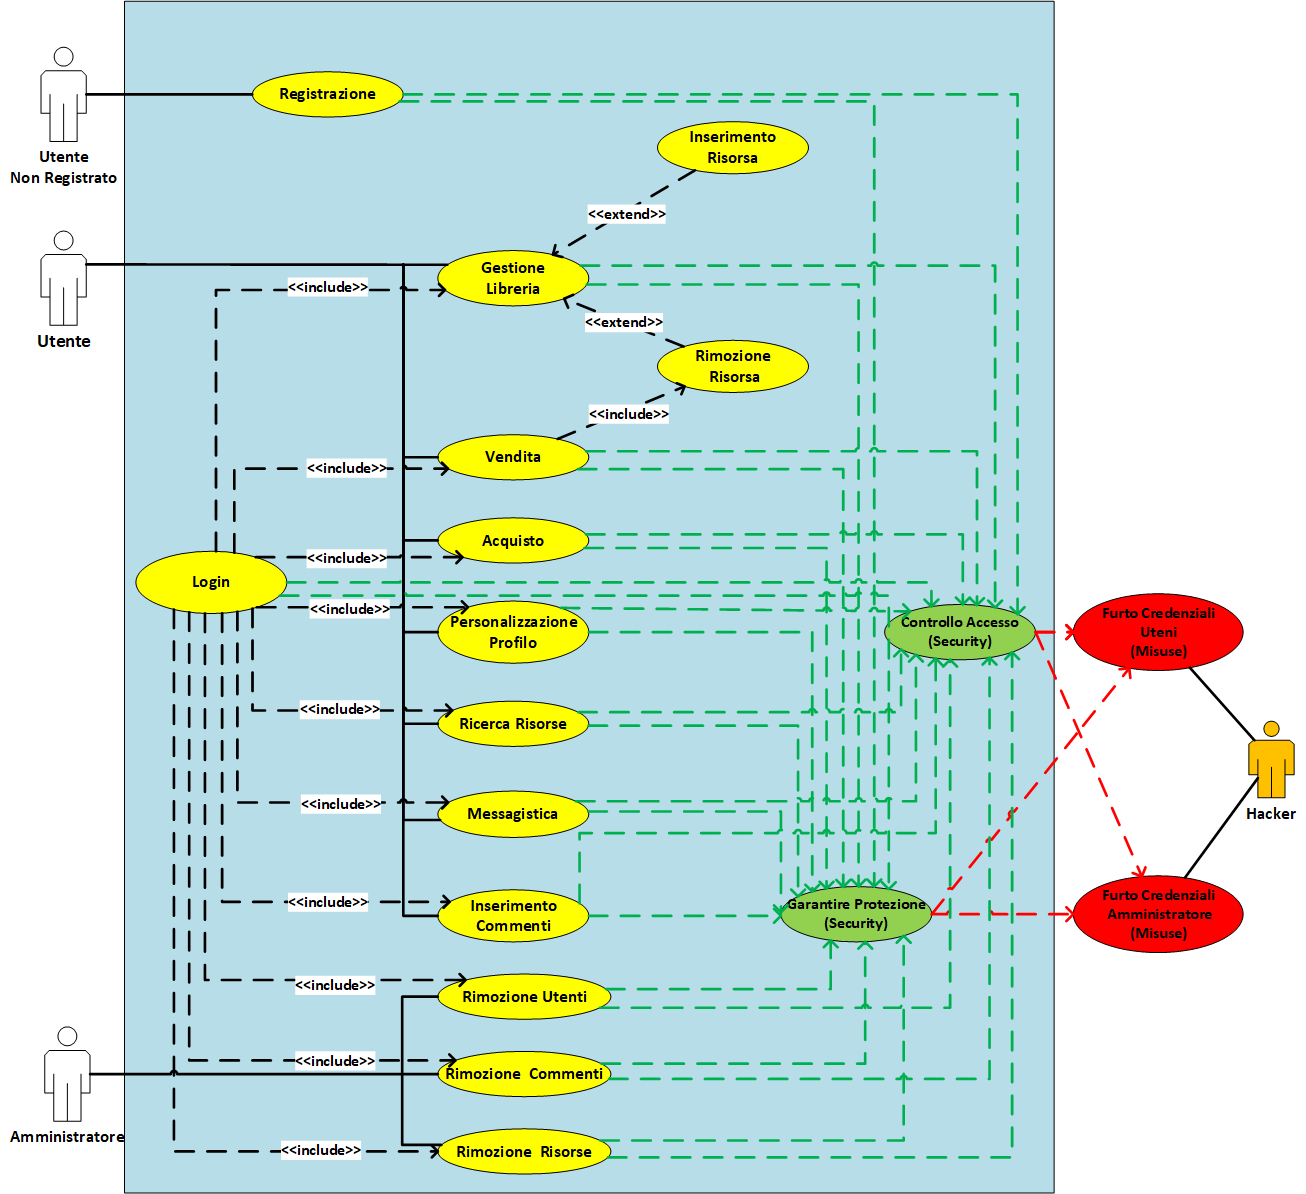 Registrazione
Utente
Non Registrato
Inserimento
Risorsa
<<extend>>
Gestione
Libreria
<<include>>
<<extend>>
Utente
Rimozione
Risorsa
<<include>>
Vendita
<<include>>
Acquisto
<<include>>
Login
<<include>>
Personalizzazione
Profilo
Controllo Accesso
(Security)
Furto Credenziali
Uteni
(Misuse)
<<include>>
Ricerca Risorse
<<include>>
Messagistica
Hacker
<<include>>
Inserimento
Commenti
Garantire Protezione
(Security)
Furto Credenziali
Amministratore
(Misuse)
<<include>>
Rimozione Utenti
<<include>>
Rimozione Commenti
Amministratore
<<include>>
Rimozione Risorse